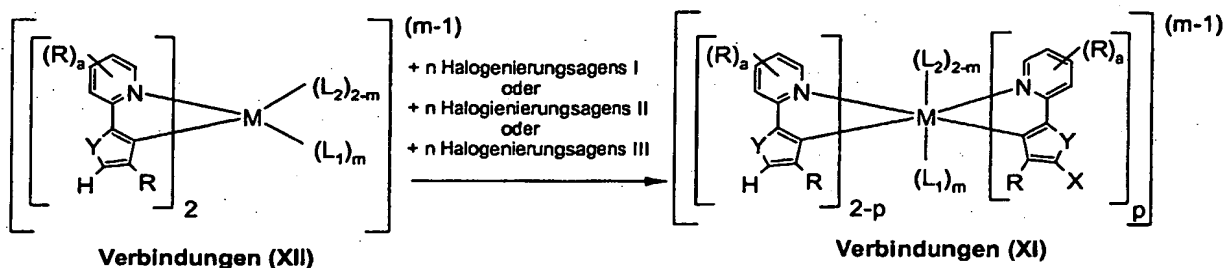 (m-1)
(R)a
N
M
(L2)2-m
(L1)m
Y
H
R
2
+ n Halogenierungsagens I
oder
+ n Halogienierungsagens II
oder
+ n Halogenierungsagens III
(m-1)
(R)a
N
Y
H
R
2-p
(L2)2-m
M
(L1)m
(R)a
N
Y
R
X
p
Verbindungen (XII)
Verbindungen (XI)